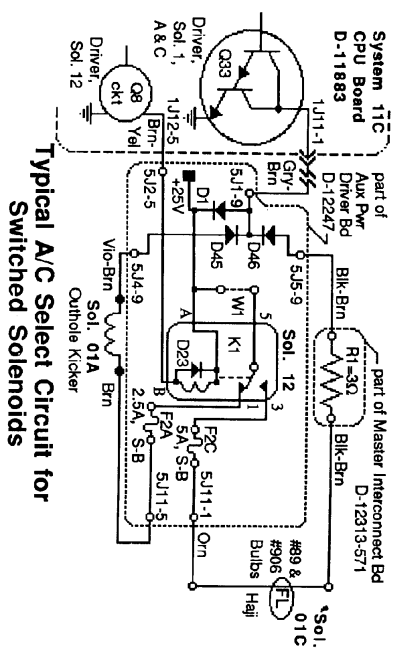 System 11C
CPU Board
D-11883
Driver,
Sol. 1,
A & C
Q33
1J11-1
Driver,
Sol. 12
Q8
ckt
1J12-5
Brn-
Yel
Gry-
Brn
part of
Aux Pwr
Driver Bd
D-12247
5J1-9
5J2-5
+25V
D1
D45
D46
5J5-9
5J4-9
Blk-Brn
R1=3Ω
part of Master Interconnect Bd
D-12313-571
Blk-Brn
Vio-Brn
Sol. 01A
Outhole Kicker
Brn
W1
A
5
K1
Sol. 12
D23
B
1
3
F2A
2.5A, S-B
F2C
5A, S-B
5J11-5
5J11-1
Orn
#89 &
#906
Bulbs
FL
Haji
*Sol.
01C
Typical A/C Select Circuit for
Switched Solenoids